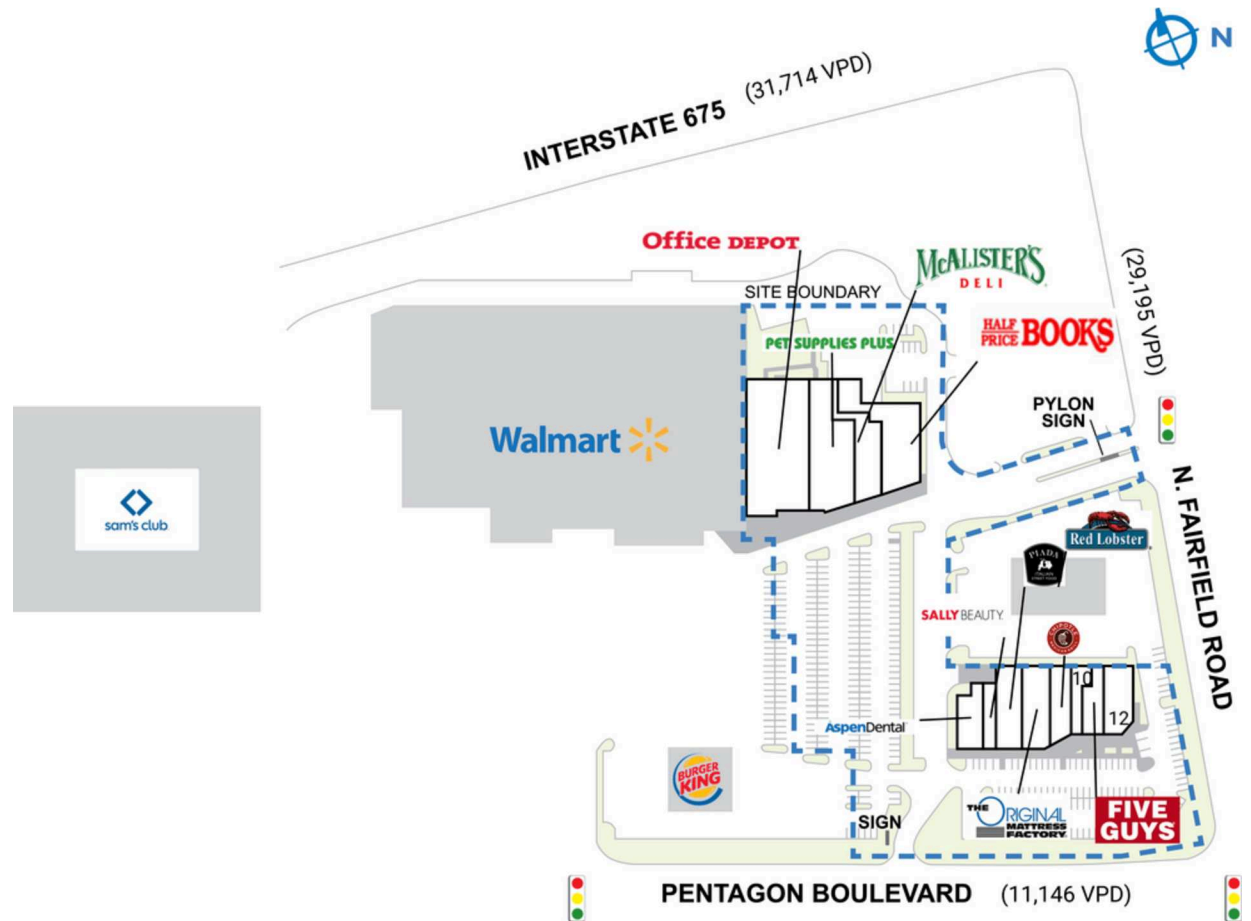 N
(31,714 VPD)
INTERSTATE 675
Office DEPOT
McALISTER'S
DELI
SITE BOUNDARY
(29,195 VPD)
PET SUPPLIES PLUS
HALF
PRICE BOOKS
PYLON
SIGN
Walmart
sam's club
N. FAIRFIELD ROAD
Red Lobster
PIADA
SALLY BEAUTY
CHIPOTLE
10
12
AspenDental
BURGER
KING
SIGN
THE ORIGINAL
MATTRESS
FACTORY
FIVE
GUYS
PENTAGON BOULEVARD (11,146 VPD)